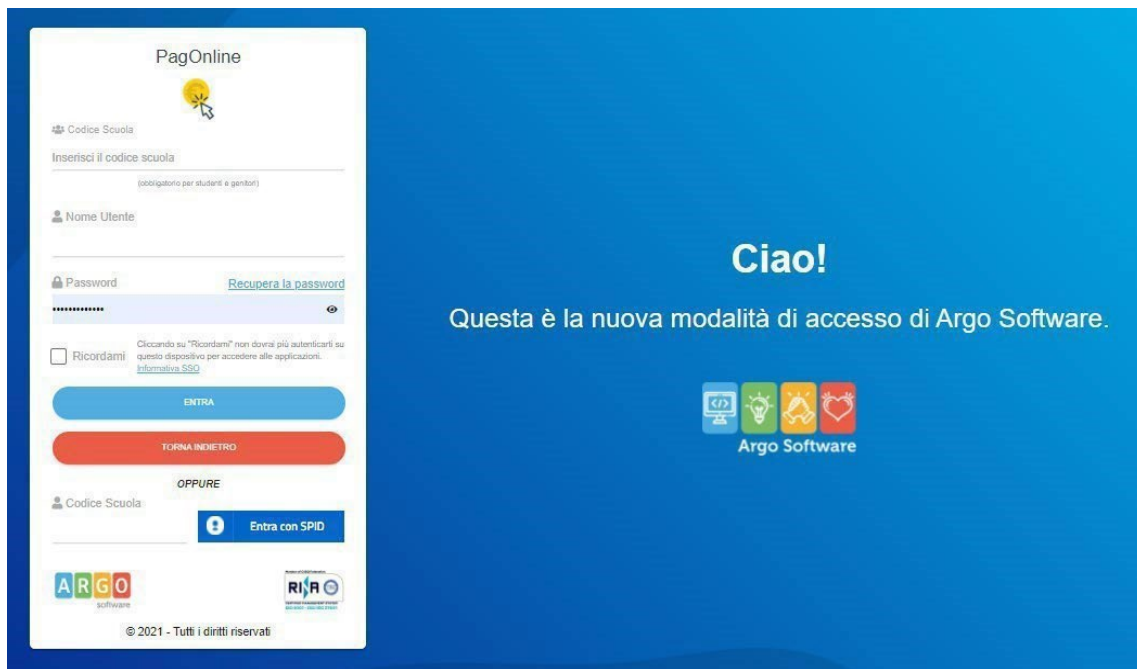 PagOnline
Codice Scuola
Inserisci il codice scuola
(obbligatorio per studenti e genitori)
Nome Utente
Password Recupera la password
Ricordami
Cliccando su "Ricordami" non dovrai più autenticarti su
questo dispositivo per accedere alle applicazioni.
Informativa SSO
ENTRA
TORNA INDIETRO
OPPURE
Codice Scuola
Entra con SPID
ARGO
software
RINA
© 2021 - Tutti i diritti riservati
Ciao!
Questa è la nuova modalità di accesso di Argo Software.
Argo Software